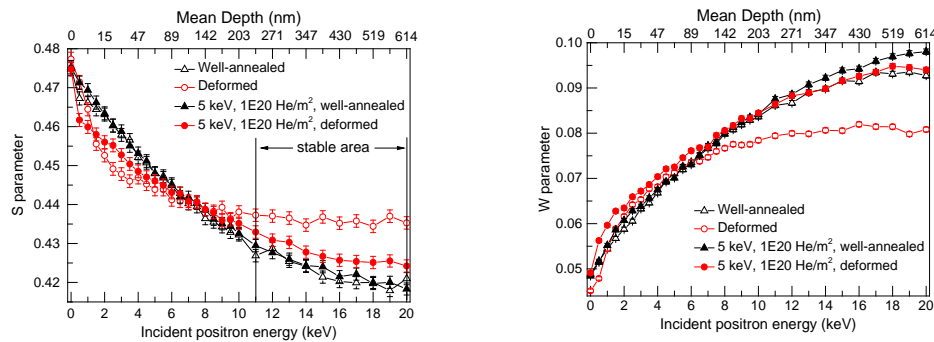 Mean Depth (nm)
0 15 47 89 142 203 271 347 430 519 614
0.48
0.47
0.46
0.45
0.44
0.43
0.42
S parameter
Well-annealed
Deformed
5 keV, 1E20 He/m², well-annealed
5 keV, 1E20 He/m², deformed
stable area
0 2 4 6 8 10 12 14 16 18 20
Incident positron energy (keV)
Mean Depth (nm)
0 15 47 89 142 203 271 347 430 519 614
0.10
0.09
0.08
0.07
0.06
0.05
W parameter
Well-annealed
Deformed
5 keV, 1E20 He/m², well-annealed
5 keV, 1E20 He/m², deformed
0 2 4 6 8 10 12 14 16 18 20
Incident positron energy (keV)